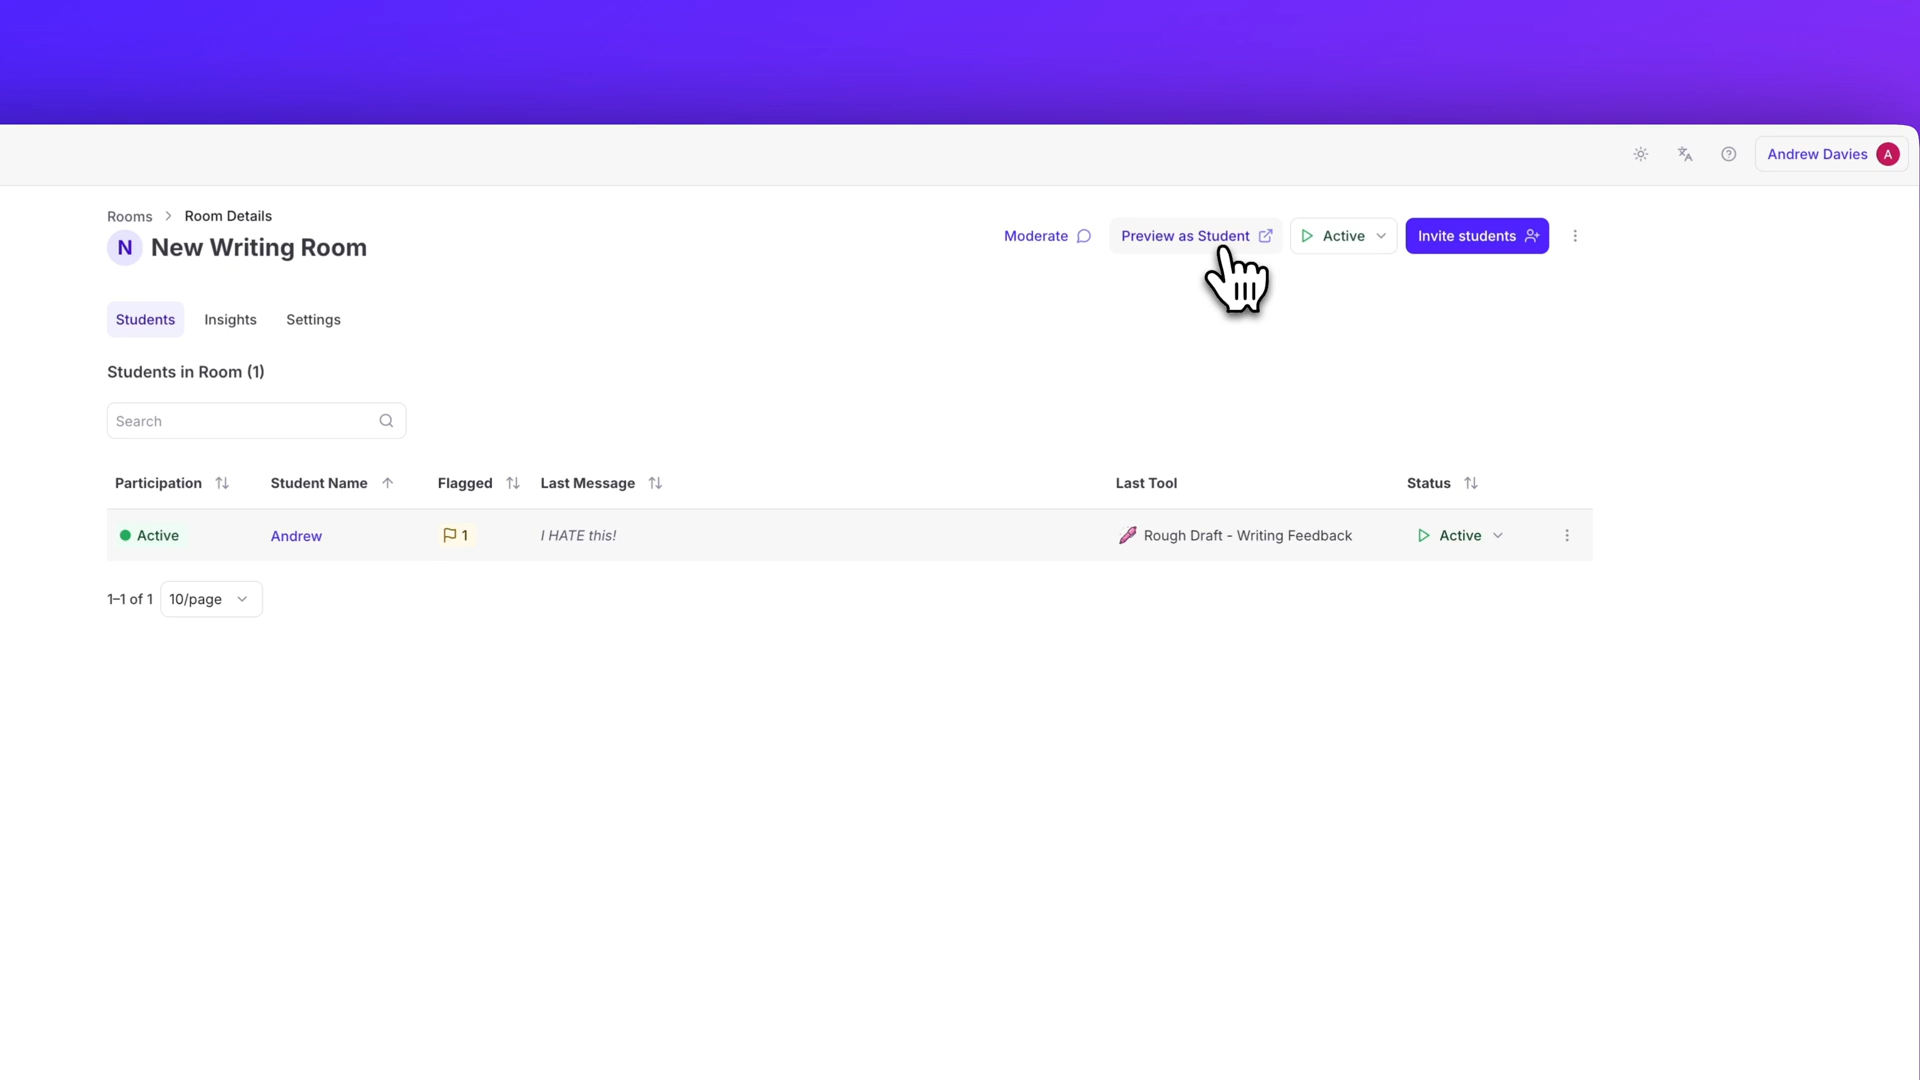 Andrew Davies A
Rooms > Room Details
N New Writing Room
Moderate Preview as Student Active Invite students
Students Insights Settings
Students in Room (1)
Search
Participation Student Name Flagged Last Message Last Tool Status
Active Andrew 1 I HATE this! Rough Draft - Writing Feedback Active
1–1 of 1 10/page